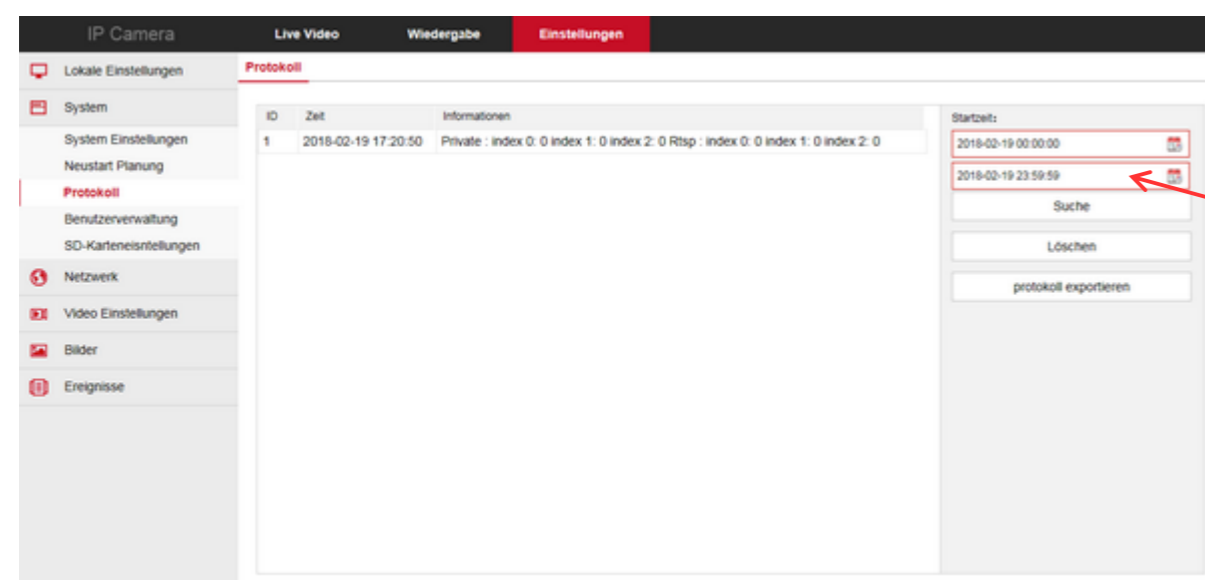 IP Camera Live Video Wiedergabe Einstellungen
Lokale Einstellungen
Protokoll
System
System Einstellungen
Neustart Planung
Protokoll
Benutzerverwaltung
SD-Karteneisntellungen
Netzwerk
Video Einstellungen
Bilder
Ereignisse
ID Zeit Informationen
1 2018-02-19 17:20:50 Private : index 0: 0 index 1: 0 index 2: 0 Rtsp : index 0: 0 index 1: 0 index 2: 0
Startzeit:
2018-02-19 00:00:00
2018-02-19 23:59:59
Suche
Löschen
protokoll exportieren